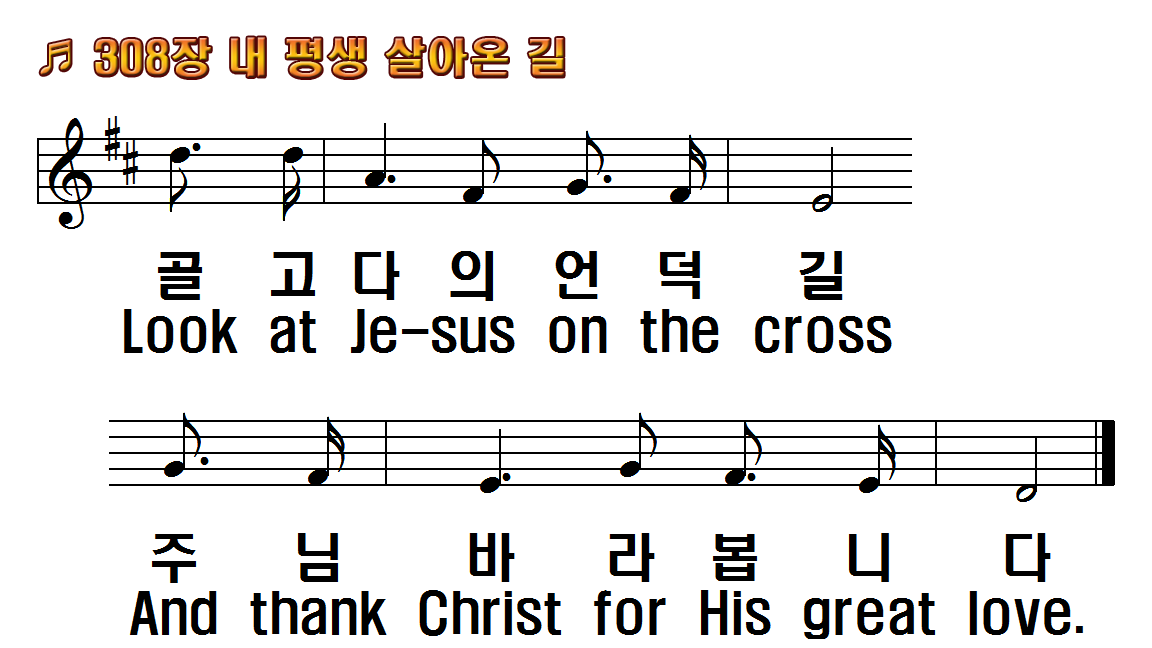 308장 내 평생 살아온 길
골 고 다 의 언 덕 길
Look at Je-sus on the cross
주 님 바 라 봅 니 다
And thank Christ for His great love.